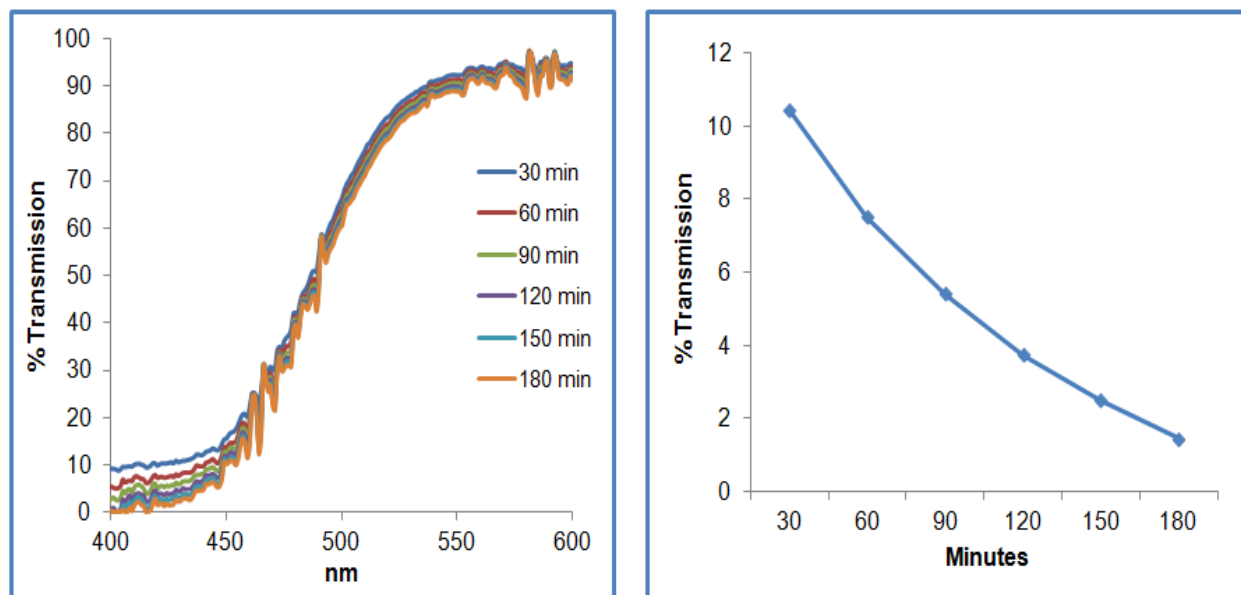 100
90
80
70
60
50
40
30
20
10
0
% Transmission
400 450 500 550 600
nm
30 min
60 min
90 min
120 min
150 min
180 min
12
10
8
6
4
2
0
% Transmission
30 60 90 120 150 180
Minutes